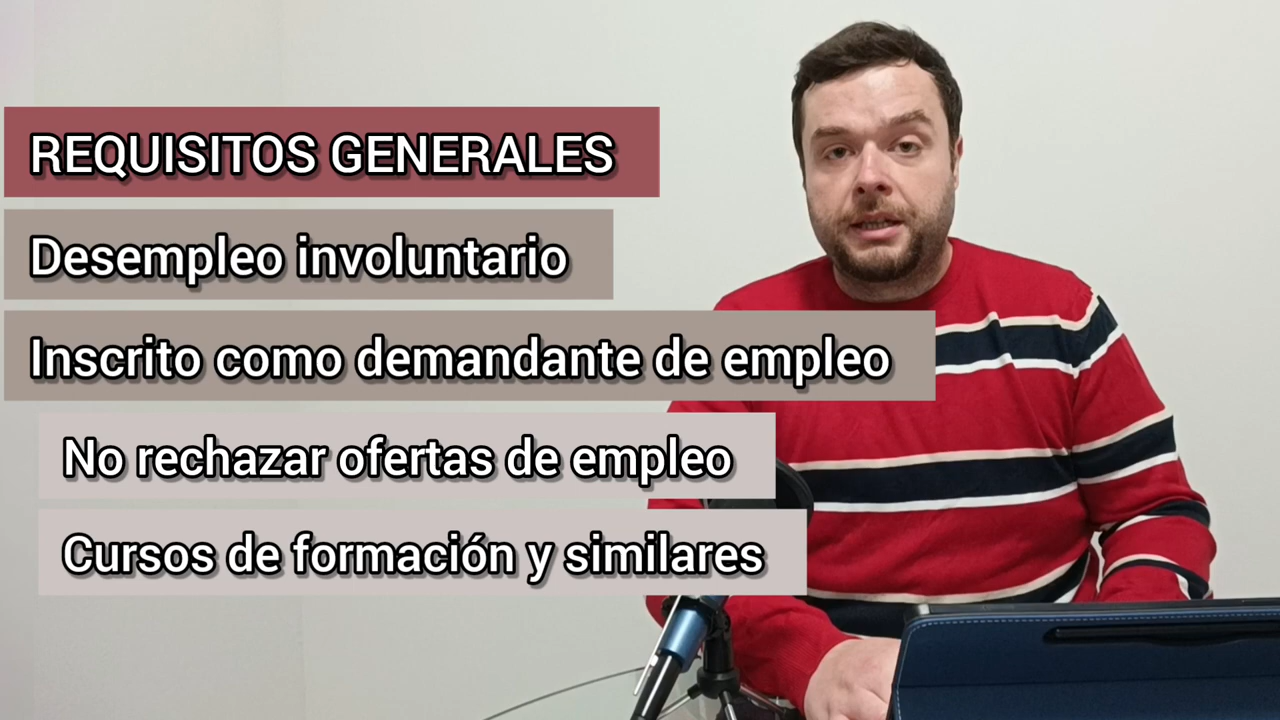 REQUISITOS GENERALES
Desempleo involuntario
Inscrito como demandante de empleo
No rechazar ofertas de empleo
Cursos de formación y similares